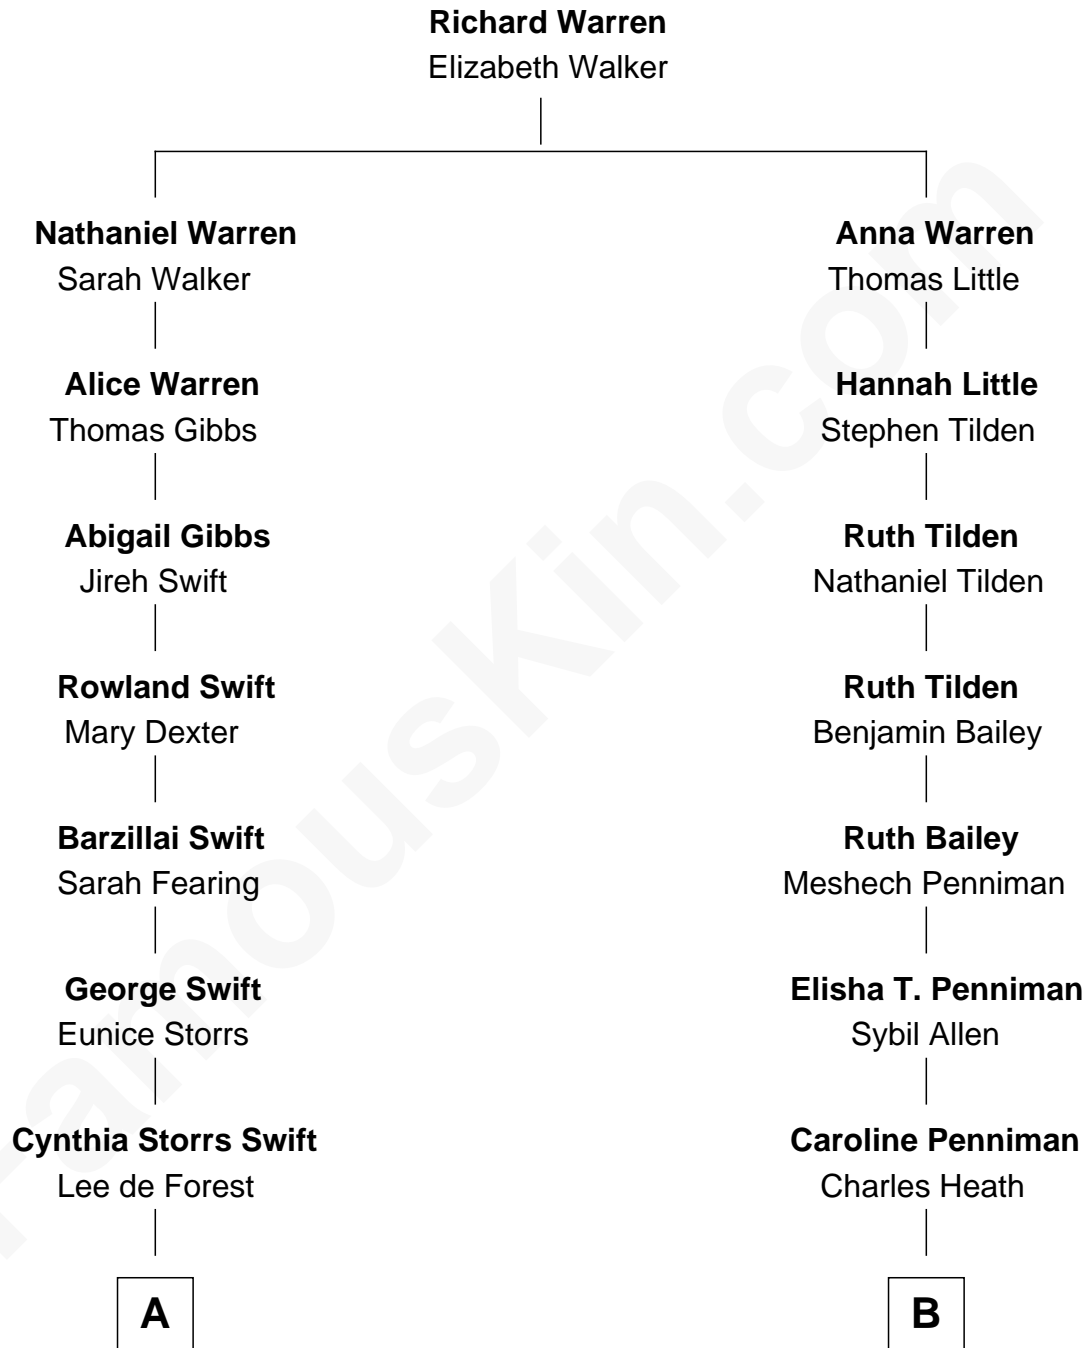 Richard Warren
Elizabeth Walker
Nathaniel Warren
Sarah Walker
Anna Warren
Thomas Little
Alice Warren
Thomas Gibbs
Hannah Little
Stephen Tilden
Abigail Gibbs
Jireh Swift
Ruth Tilden
Nathaniel Tilden
Rowland Swift
Mary Dexter
Ruth Tilden
Benjamin Bailey
Barzillai Swift
Sarah Fearing
Ruth Bailey
Meshech Penniman
George Swift
Eunice Storrs
Elisha T. Penniman
Sybil Allen
Cynthia Storrs Swift
Lee de Forest
Caroline Penniman
Charles Heath
A
B
FamousKin.com